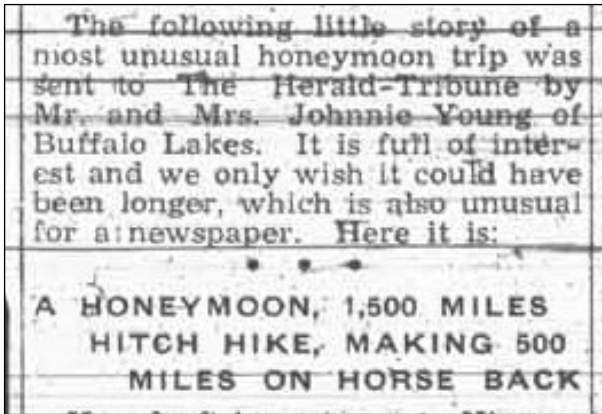 The following little story of a
most unusual honeymoon trip was
sent to The Herald-Tribune by
Mr. and Mrs. Johnnie Young of
Buffalo Lakes. It is full of inter-
est and we only wish it could have
been longer, which is also unusual
for a newspaper. Here it is:
A HONEYMOON, 1,500 MILES
HITCH HIKE, MAKING 500
MILES ON HORSE BACK